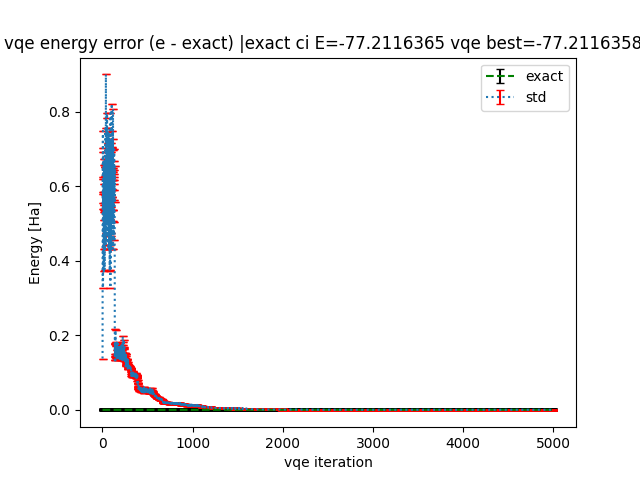 vqe energy error (e - exact) |exact ci E=-77.2116365 vqe best=-77.2116358
exact
std
0.8
0.6
0.4
0.2
0.0
Energy [Ha]
0 1000 2000 3000 4000 5000
vqe iteration